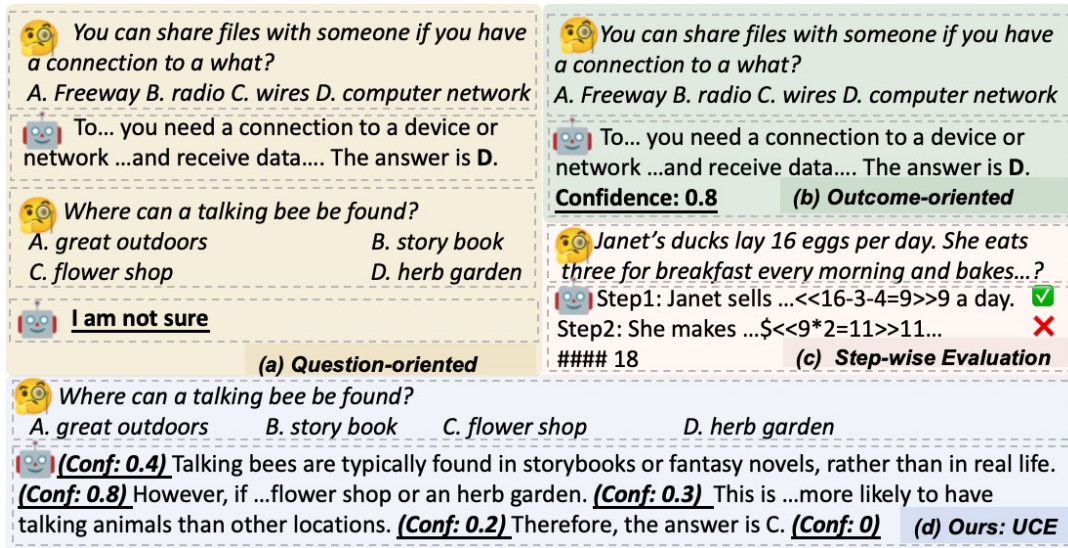 You can share files with someone if you have
a connection to a what?
A. Freeway B. radio C. wires D. computer network
To... you need a connection to a device or
network ...and receive data.... The answer is D.
Where can a talking bee be found?
A. great outdoors B. story book
C. flower shop D. herb garden
I am not sure
(a) Question-oriented
You can share files with someone if you have
a connection to a what?
A. Freeway B. radio C. wires D. computer network
To... you need a connection to a device or
network ...and receive data.... The answer is D.
Confidence: 0.8 (b) Outcome-oriented
Janet's ducks lay 16 eggs per day. She eats
three for breakfast every morning and bakes...?
Step1: Janet sells ...<<16-3-4=9>>9 a day.
Step2: She makes ...$<<9*2=11>>11...
#### 18 (c) Step-wise Evaluation
Where can a talking bee be found?
A. great outdoors B. story book C. flower shop D. herb garden
(Conf: 0.4) Talking bees are typically found in storybooks or fantasy novels, rather than in real life.
(Conf: 0.8) However, if ...flower shop or an herb garden. (Conf: 0.3) This is ...more likely to have
talking animals than other locations. (Conf: 0.2) Therefore, the answer is C. (Conf: 0) (d) Ours: UCE